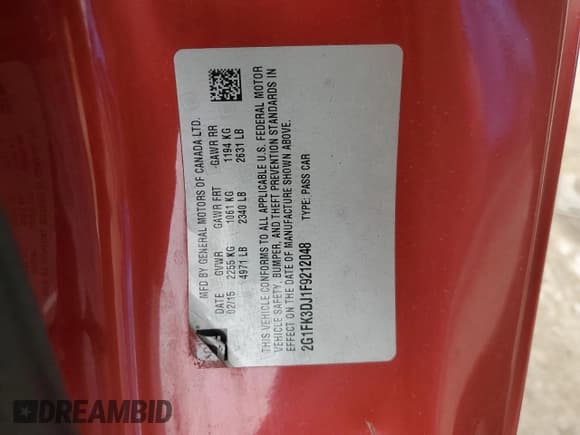 MFD BY GENERAL MOTORS OF CANADA LTD.
DATE GVWR GAWR FRT GAWR RR
02/15 2255 KG 1061 KG 1194 KG
4971 LB 2340 LB 2631 LB
THIS VEHICLE CONFORMS TO ALL APPLICABLE U.S. FEDERAL MOTOR
VEHICLE SAFETY, BUMPER, AND THEFT PREVENTION STANDARDS IN
EFFECT ON THE DATE OF MANUFACTURE SHOWN ABOVE.
2G1FK3DJ1F9212048 TYPE: PASS CAR
DREAMBID